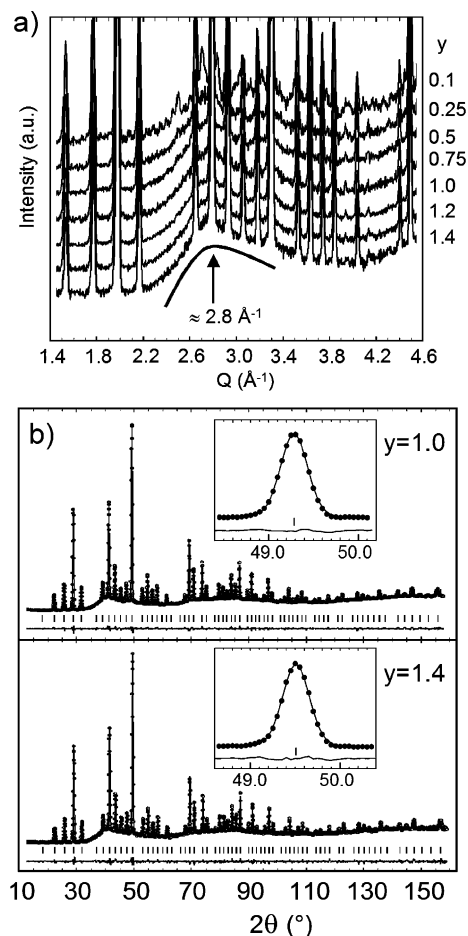 a)
y
0.1
0.25
0.5
0.75
1.0
1.2
1.4
Intensity (a.u.)
≈ 2.8 Å⁻¹
1.4 1.8 2.2 2.6 3.0 3.4 3.8 4.2 4.6
Q (Å⁻¹)
b)
y=1.0
49.0 50.0
y=1.4
49.0 50.0
10 30 50 70 90 110 130 150
2θ (°)